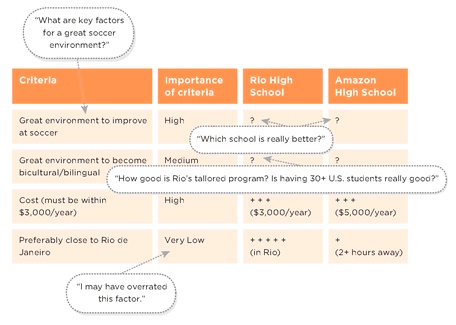 "What are key factors
for a great soccer
environment?"
Criteria
Importance
of criteria
Rio High
School
Amazon
High School
Great environment to improve
at soccer
High
?
?
"Which school is really better?"
Great environment to become
bicultural/bilingual
Medium
?
?
"How good is Rio's tailored program? Is having 30+ U.S. students really good?"
Cost (must be within
$3,000/year)
High
+ + +
($3,000/year)
+ + +
($5,000/year)
Preferably close to Rio de
Janeiro
Very Low
+ + + + +
(in Rio)
+
(2+ hours away)
"I may have overrated
this factor."